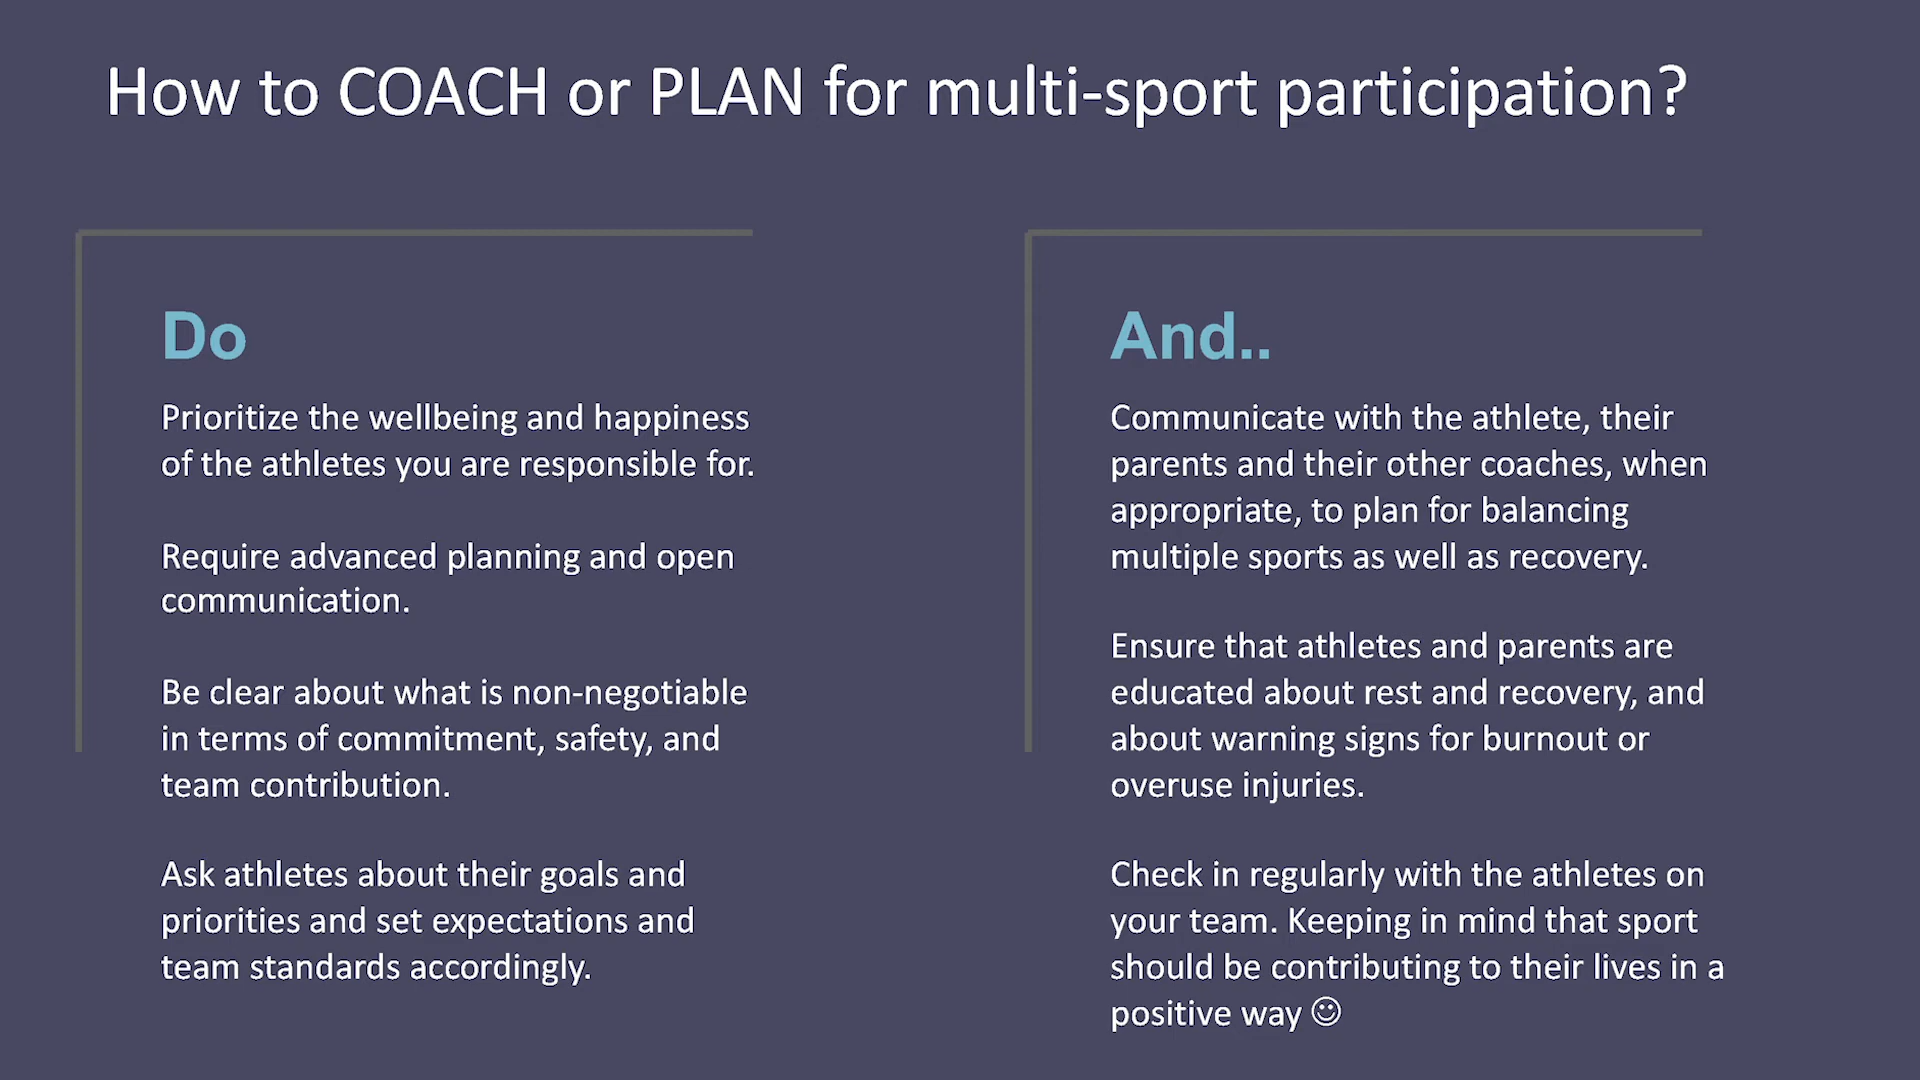 How to COACH or PLAN for multi-sport participation?
Do
Prioritize the wellbeing and happiness
of the athletes you are responsible for.
Require advanced planning and open
communication.
Be clear about what is non-negotiable
in terms of commitment, safety, and
team contribution.
Ask athletes about their goals and
priorities and set expectations and
team standards accordingly.
And..
Communicate with the athlete, their
parents and their other coaches, when
appropriate, to plan for balancing
multiple sports as well as recovery.
Ensure that athletes and parents are
educated about rest and recovery, and
about warning signs for burnout or
overuse injuries.
Check in regularly with the athletes on
your team. Keeping in mind that sport
should be contributing to their lives in a
positive way ☺